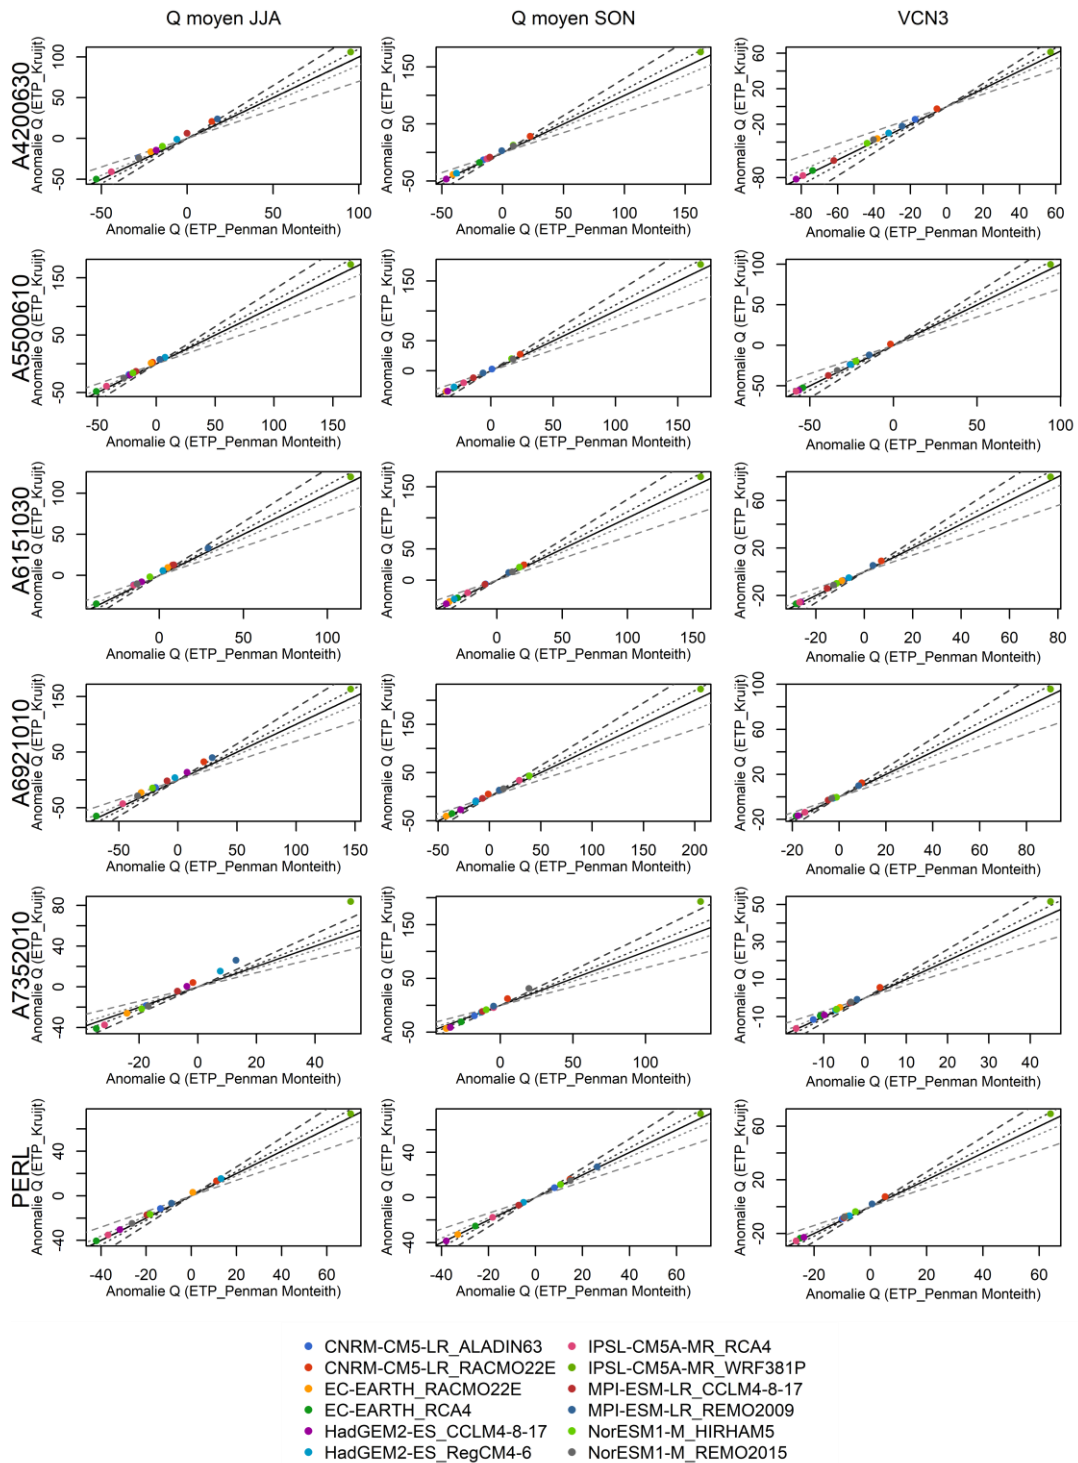 Q moyen JJA
Q moyen SON
VCN3
A4200630
Anomalie Q (ETP_Kruijt)
-50 0 50 100
-50 0 50 100
Anomalie Q (ETP_Penman Monteith)
Anomalie Q (ETP_Kruijt)
-50 50 150
-50 0 50 100 150
Anomalie Q (ETP_Penman Monteith)
Anomalie Q (ETP_Kruijt)
-80 -20 20 60
-80 -60 -40 -20 0 20 40 60
Anomalie Q (ETP_Penman Monteith)
A5500610
Anomalie Q (ETP_Kruijt)
-50 50 150
-50 0 50 100 150
Anomalie Q (ETP_Penman Monteith)
Anomalie Q (ETP_Kruijt)
0 50 150
0 50 100 150
Anomalie Q (ETP_Penman Monteith)
Anomalie Q (ETP_Kruijt)
-50 0 50 100
-50 0 50 100
Anomalie Q (ETP_Penman Monteith)
A6151030
Anomalie Q (ETP_Kruijt)
0 50 100
0 50 100
Anomalie Q (ETP_Penman Monteith)
Anomalie Q (ETP_Kruijt)
0 50 150
0 50 100 150
Anomalie Q (ETP_Penman Monteith)
Anomalie Q (ETP_Kruijt)
-20 20 60
-20 0 20 40 60 80
Anomalie Q (ETP_Penman Monteith)
A6921010
Anomalie Q (ETP_Kruijt)
-50 50 150
-50 0 50 100 150
Anomalie Q (ETP_Penman Monteith)
Anomalie Q (ETP_Kruijt)
-50 50 150
-50 0 50 100 150 200
Anomalie Q (ETP_Penman Monteith)
Anomalie Q (ETP_Kruijt)
-20 20 60 100
-20 0 20 40 60 80
Anomalie Q (ETP_Penman Monteith)
A7352010
Anomalie Q (ETP_Kruijt)
-40 0 40 80
-20 0 20 40
Anomalie Q (ETP_Penman Monteith)
Anomalie Q (ETP_Kruijt)
-50 50 150
0 50 100
Anomalie Q (ETP_Penman Monteith)
Anomalie Q (ETP_Kruijt)
-10 10 30 50
-10 0 10 20 30 40
Anomalie Q (ETP_Penman Monteith)
PERL
Anomalie Q (ETP_Kruijt)
-40 0 40
-40 -20 0 20 40 60
Anomalie Q (ETP_Penman Monteith)
Anomalie Q (ETP_Kruijt)
-40 0 40
-40 -20 0 20 40 60
Anomalie Q (ETP_Penman Monteith)
Anomalie Q (ETP_Kruijt)
-20 20 60
-20 0 20 40 60
Anomalie Q (ETP_Penman Monteith)
CNRM-CM5-LR_ALADIN63
CNRM-CM5-LR_RACMO22E
EC-EARTH_RACMO22E
EC-EARTH_RCA4
HadGEM2-ES_CCLM4-8-17
HadGEM2-ES_RegCM4-6
IPSL-CM5A-MR_RCA4
IPSL-CM5A-MR_WRF381P
MPI-ESM-LR_CCLM4-8-17
MPI-ESM-LR_REMO2009
NorESM1-M_HIRHAM5
NorESM1-M_REMO2015